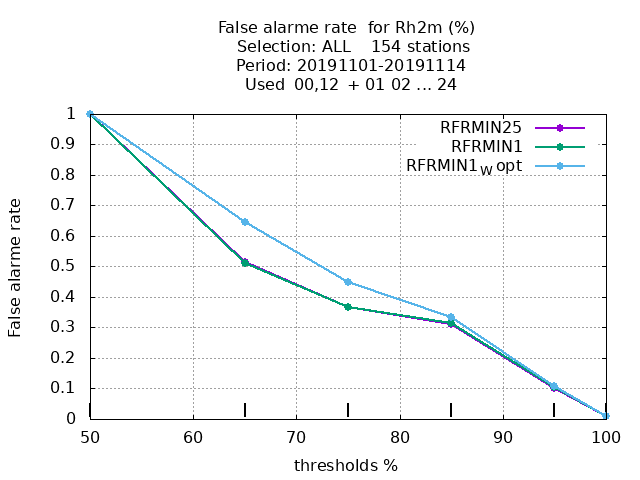 False alarme rate  for Rh2m (%)
Selection: ALL    154 stations
Period: 20191101-20191114
Used  00,12  + 01 02 ... 24
RFRMIN25
RFRMIN1
RFRMIN1W opt
1
0.9
0.8
0.7
0.6
0.5
0.4
0.3
0.2
0.1
0
False alarme rate
50 60 70 80 90 100
thresholds %